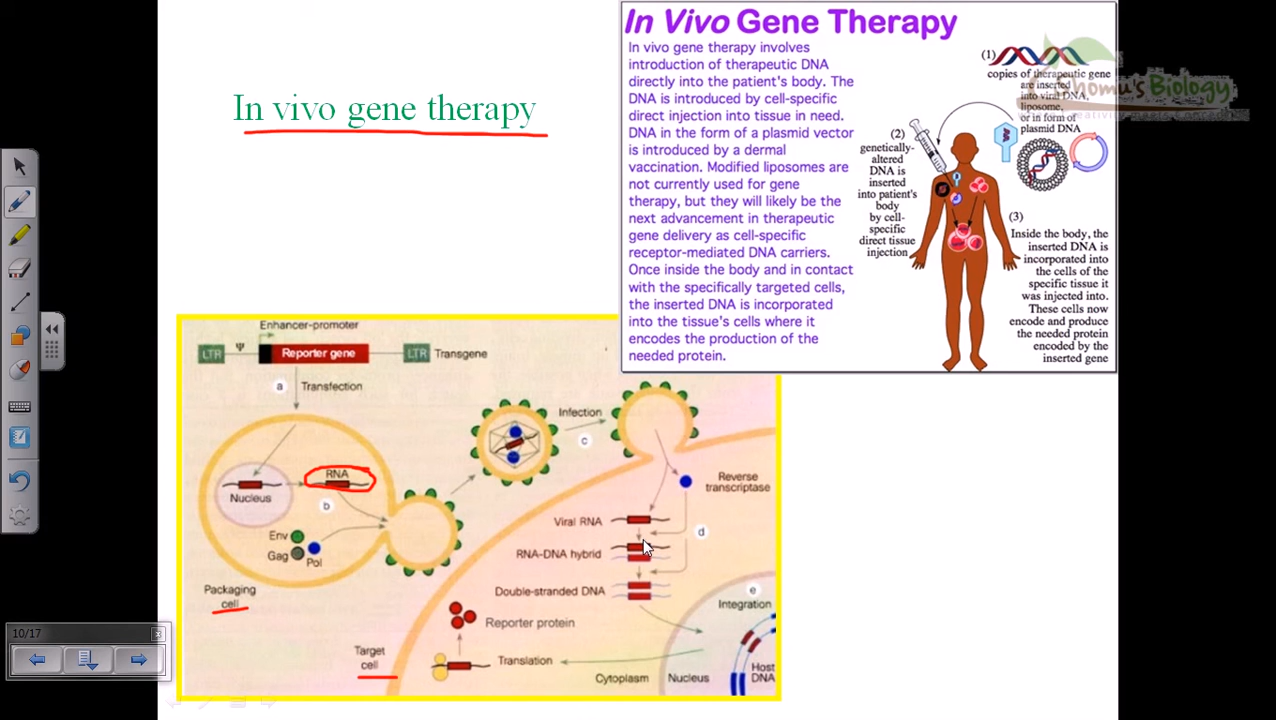 In vivo gene therapy
In Vivo Gene Therapy
In vivo gene therapy involves
introduction of therapeutic DNA
directly into the patient's body. The
DNA is introduced by cell-specific
direct injection into tissue in need.
DNA in the form of a plasmid vector
is introduced by a dermal
vaccination. Modified liposomes are
not currently used for gene
therapy, but they will likely be the
next advancement in therapeutic
gene delivery as cell-specific
receptor-mediated DNA carriers.
Once inside the body and in contact
with the specifically targeted cells,
the inserted DNA is incorporated
into the tissue's cells where it
encodes the production of the
needed protein.
(1)
copies of therapeutic gene
are inserted
into viral DNA,
liposome,
or in form of
plasmid DNA
Shomu's Biology
(2)
genetically-
altered
DNA is
inserted
into patient's
body
by cell-
specific
direct tissue
injection
(3)
Inside the body, the
inserted DNA is
incorporated into
the cells of the
specific tissue it
was injected into.
These cells now
encode and produce
the needed protein
encoded by the
inserted gene
Enhancer-promoter
LTR Ψ Reporter gene LTR Transgene
a Transfection
RNA
Nucleus
b
Env
Gag Pol
Packaging
cell
Infection
c
Reverse
transcriptase
Viral RNA
d
RNA-DNA hybrid
Double-stranded DNA
e
Integration
Reporter protein
Target
cell
Translation
Host
DNA
Cytoplasm Nucleus
10/17